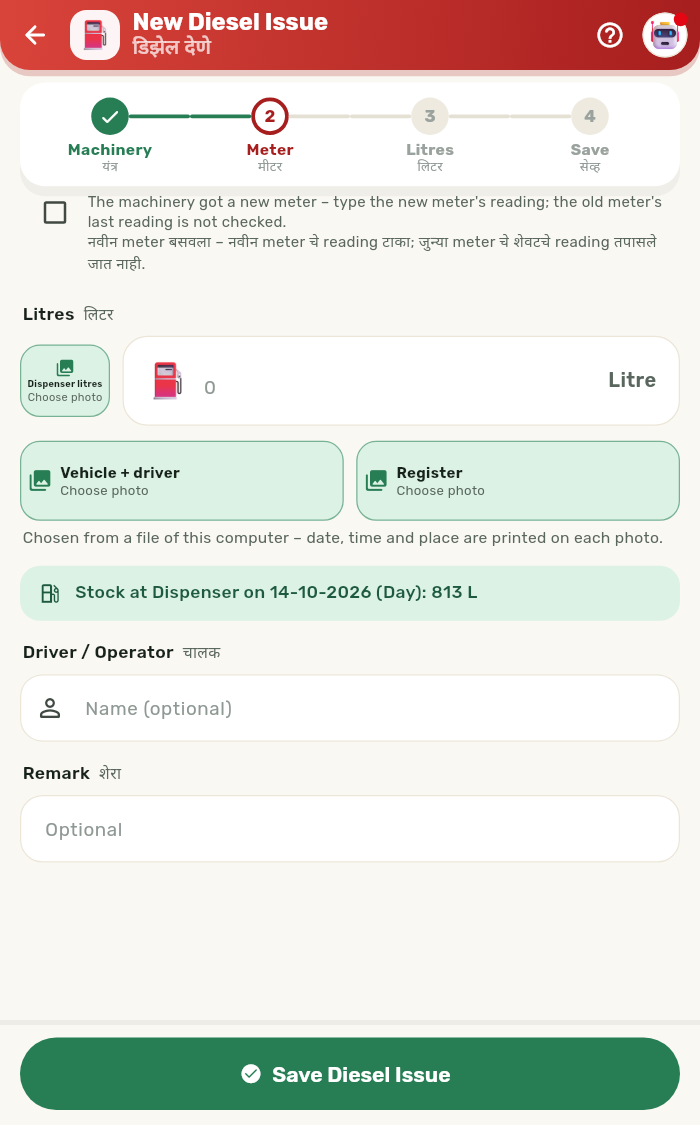 New Diesel Issue
डिझेल देणे
2
3
4
Machinery
Meter
Litres
Save
यंत्र
मीटर
लिटर
सेव्ह
The machinery got a new meter – type the new meter's reading; the old meter's
last reading is not checked.
नवीन meter बसवला – नवीन meter चे reading टाका; जुन्या meter चे शेवटचे reading तपासले
जात नाही.
Litres लिटर
Dispenser litres
Choose photo
0
Litre
Vehicle + driver
Choose photo
Register
Choose photo
Chosen from a file of this computer – date, time and place are printed on each photo.
Stock at Dispenser on 14-10-2026 (Day): 813 L
Driver / Operator चालक
Name (optional)
Remark शेरा
Optional
Save Diesel Issue